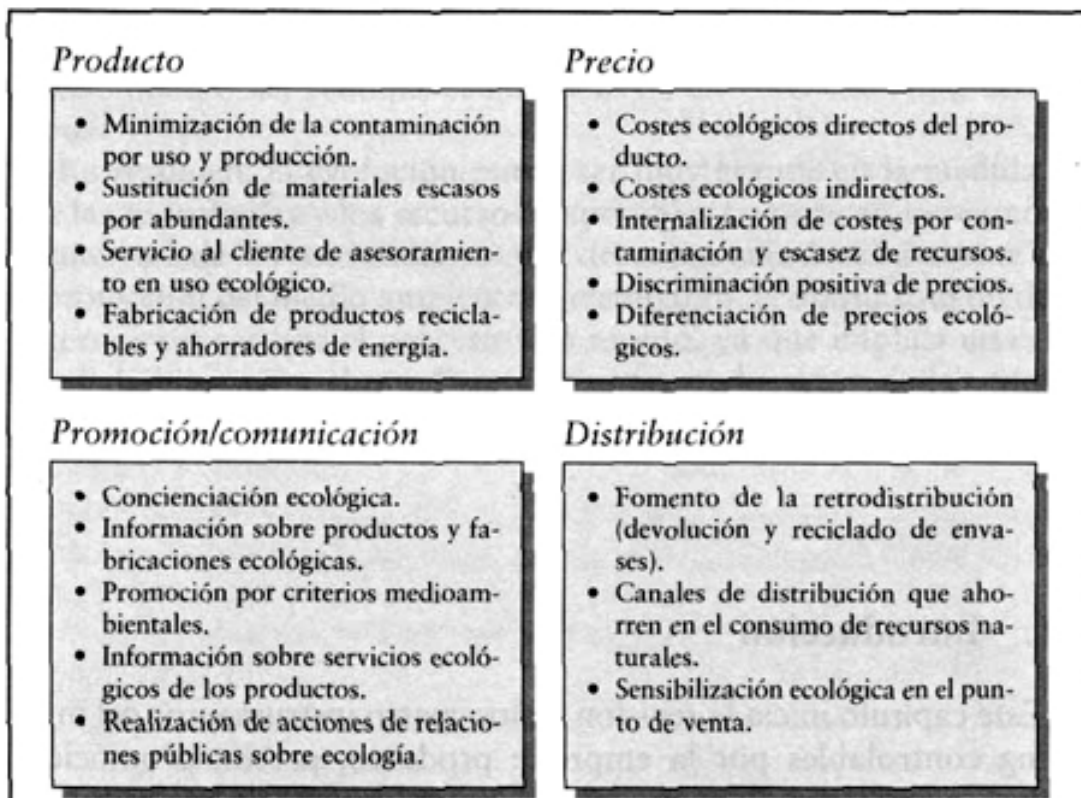 Producto
• Minimización de la contaminación
por uso y producción.
• Sustitución de materiales escasos
por abundantes.
• Servicio al cliente de asesoramien-
to en uso ecológico.
• Fabricación de productos recicla-
bles y ahorradores de energía.
Precio
• Costes ecológicos directos del pro-
ducto.
• Costes ecológicos indirectos.
• Internalización de costes por con-
taminación y escasez de recursos.
• Discriminación positiva de precios.
• Diferenciación de precios ecoló-
gicos.
Promoción/comunicación
• Concienciación ecológica.
• Información sobre productos y fa-
bricaciones ecológicas.
• Promoción por criterios medioam-
bientales.
• Información sobre servicios ecoló-
gicos de los productos.
• Realización de acciones de relacio-
nes públicas sobre ecología.
Distribución
• Fomento de la retrodistribución
(devolución y reciclado de enva-
ses).
• Canales de distribución que aho-
rren en el consumo de recursos na-
turales.
• Sensibilización ecológica en el pun-
to de venta.